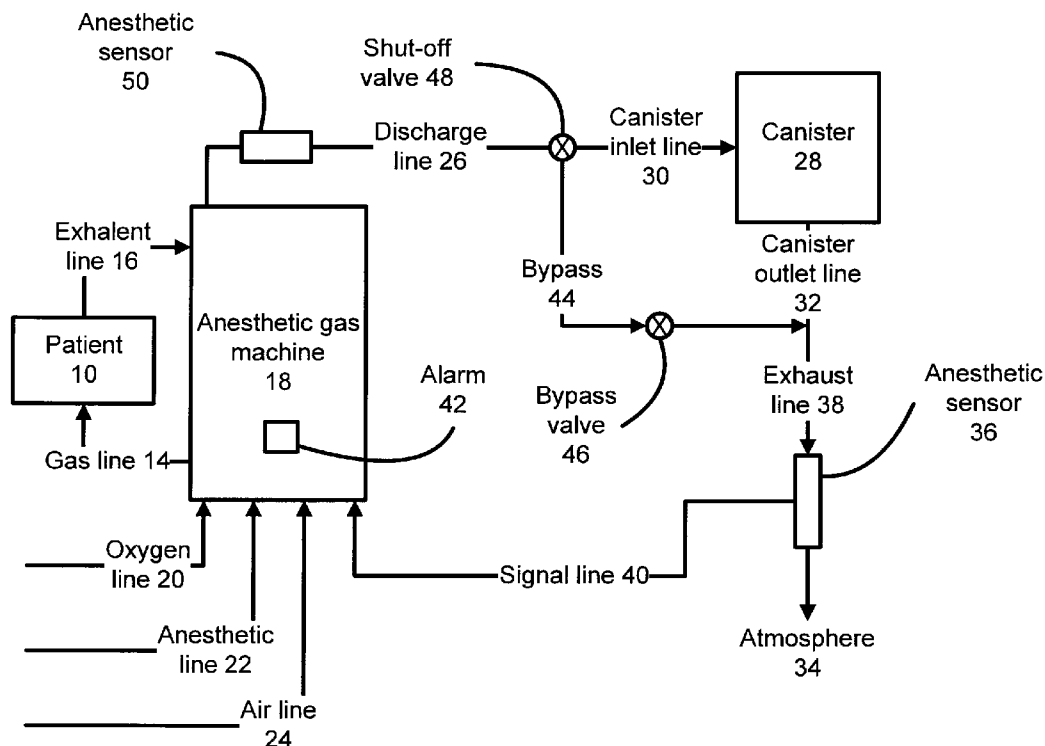 Anesthetic
sensor
50
Shut-off
valve 48
Discharge
line 26
Canister
inlet line
30
Canister
28
Exhalent
line 16
Bypass
44
Canister
outlet line
32
Patient
10
Anesthetic gas
machine
18
Alarm
42
Bypass
valve
46
Exhaust
line 38
Anesthetic
sensor
36
Gas line 14
Oxygen
line 20
Signal line 40
Anesthetic
line 22
Atmosphere
34
Air line
24